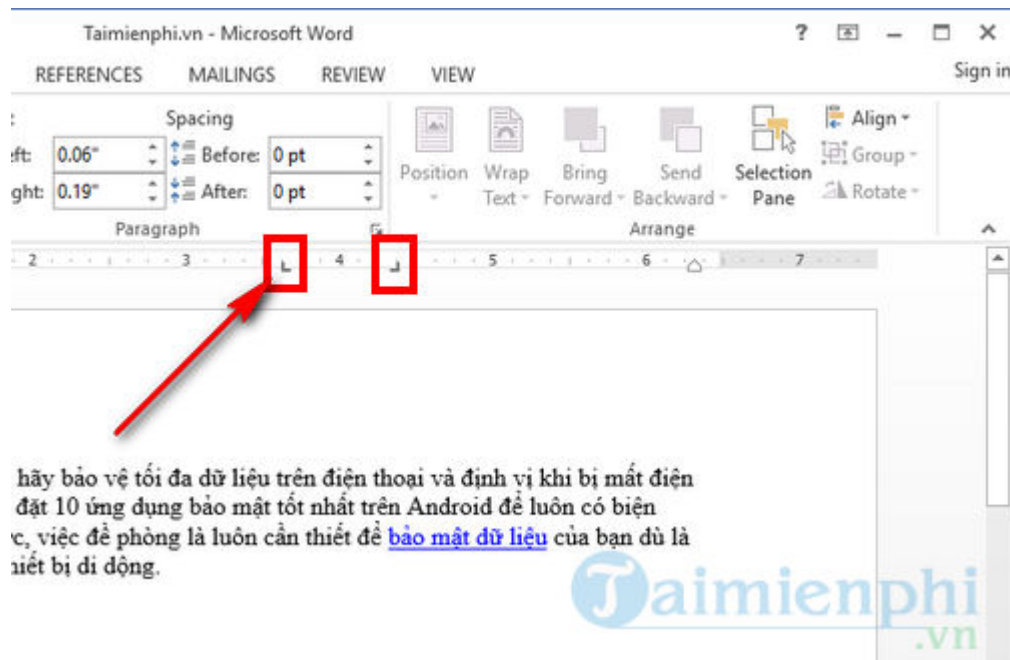 Taimienphi.vn - Microsoft Word ?
REFERENCES MAILINGS REVIEW VIEW Sign in
Spacing
eft: 0.06" Before: 0 pt
ght: 0.19" After: 0 pt
Position Wrap Text Bring Forward Send Backward Selection Pane
Align
Group
Rotate
Paragraph Arrange
2 3 4 5 6 7
hãy bảo vệ tối đa dữ liệu trên điện thoại và định vị khi bị mất điện
đặt 10 ứng dụng bảo mật tốt nhất trên Android để luôn có biện
c, việc đề phòng là luôn cần thiết để bảo mật dữ liệu của bạn dù là
hiết bị di động.
Taimienphi
.vn